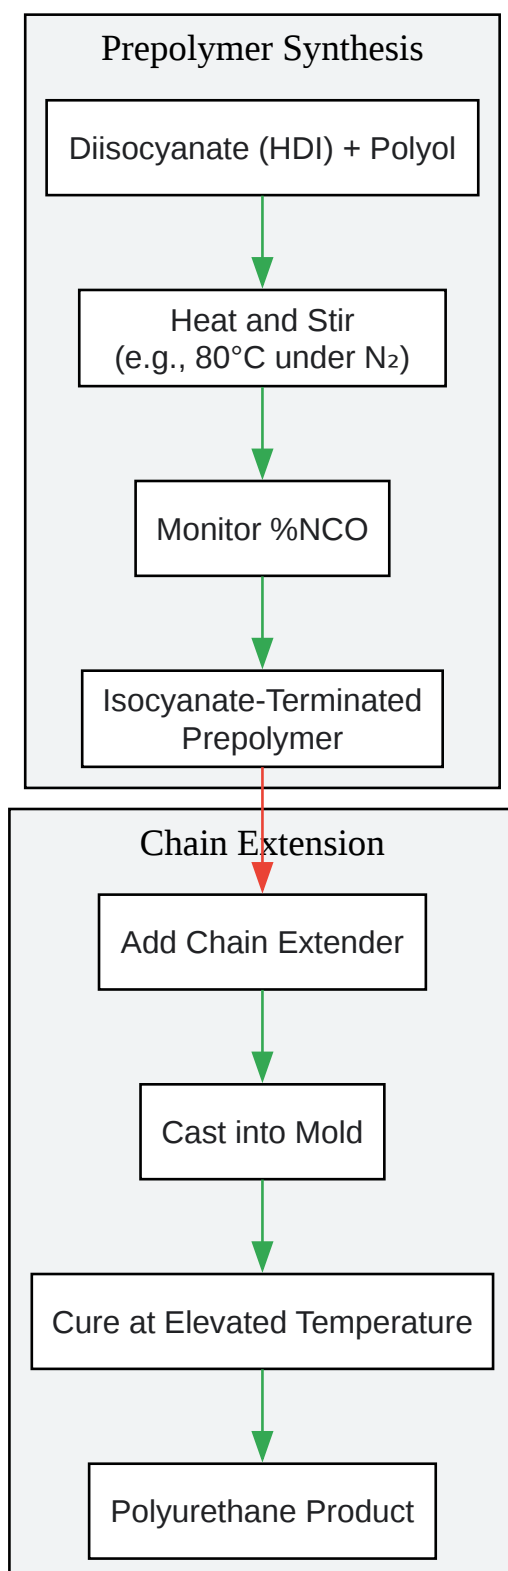 Prepolymer Synthesis
Diisocyanate (HDI) + Polyol
Heat and Stir
(e.g., 80°C under N₂)
Monitor %NCO
Isocyanate-Terminated
Prepolymer
Chain Extension
Add Chain Extender
Cast into Mold
Cure at Elevated Temperature
Polyurethane Product